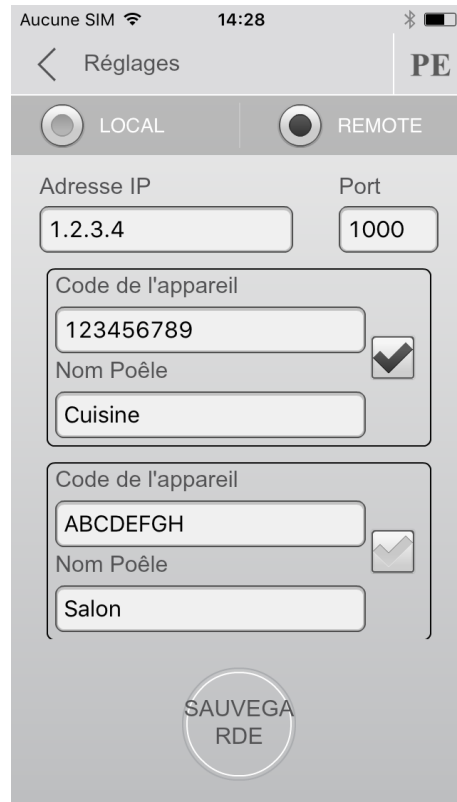 Aucune SIM 14:28
Réglages PE
LOCAL REMOTE
Adresse IP Port
1.2.3.4 1000
Code de l'appareil
123456789
Nom Poêle
Cuisine
Code de l'appareil
ABCDEFGH
Nom Poêle
Salon
SAUVEGA
RDE